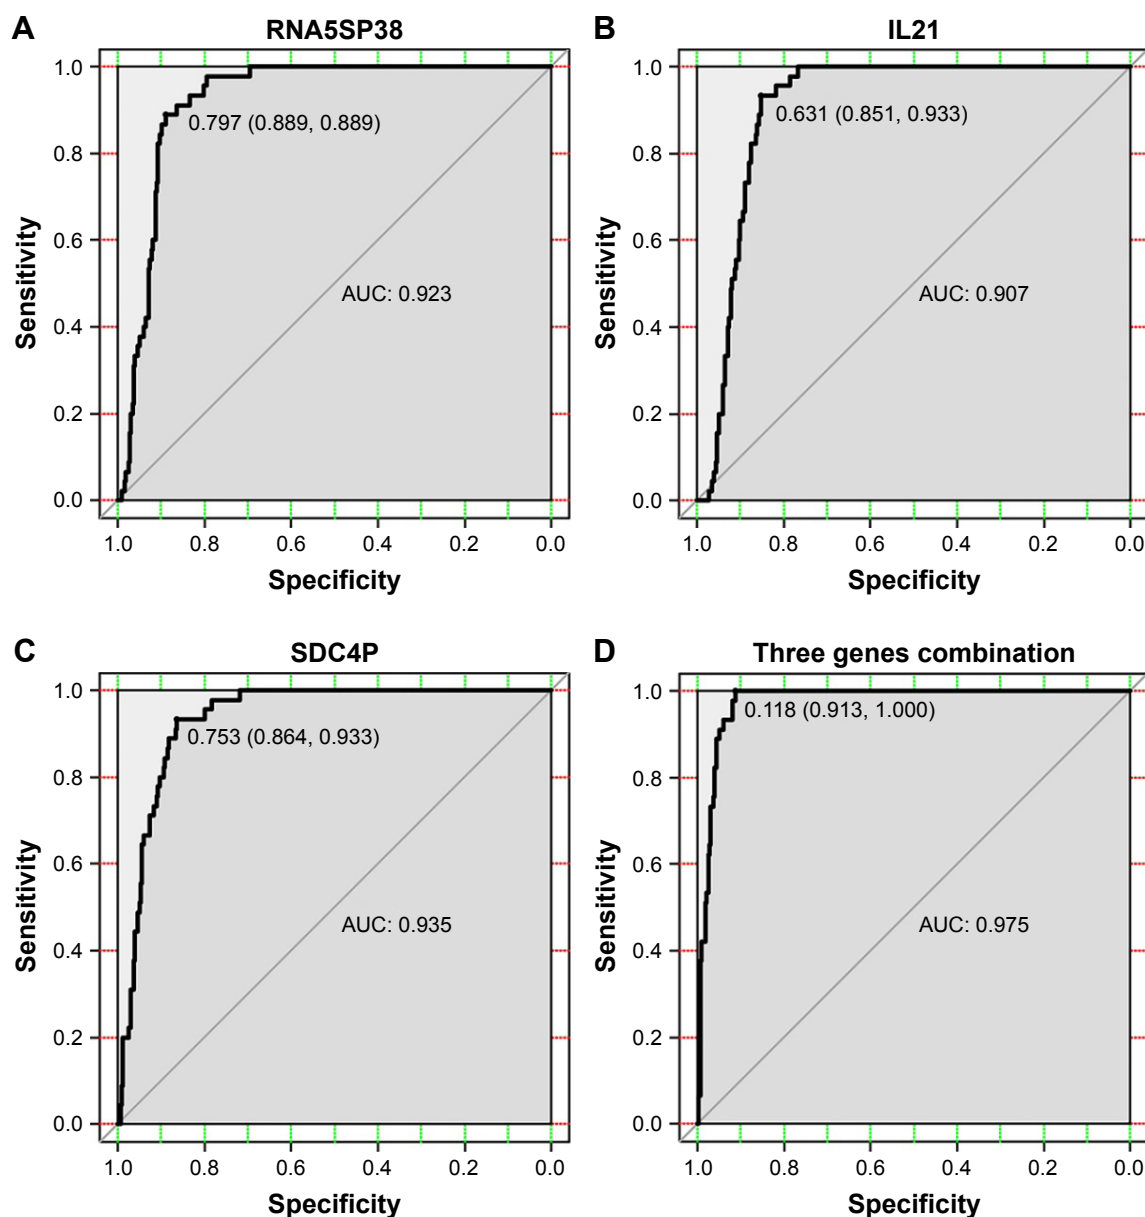 A
RNA5SP38
1.0
0.8
0.6
0.4
0.2
0.0
Sensitivity
0.797 (0.889, 0.889)
AUC: 0.923
1.0 0.8 0.6 0.4 0.2 0.0
Specificity
B
IL21
1.0
0.8
0.6
0.4
0.2
0.0
Sensitivity
0.631 (0.851, 0.933)
AUC: 0.907
1.0 0.8 0.6 0.4 0.2 0.0
Specificity
C
SDC4P
1.0
0.8
0.6
0.4
0.2
0.0
Sensitivity
0.753 (0.864, 0.933)
AUC: 0.935
1.0 0.8 0.6 0.4 0.2 0.0
Specificity
D
Three genes combination
1.0
0.8
0.6
0.4
0.2
0.0
Sensitivity
0.118 (0.913, 1.000)
AUC: 0.975
1.0 0.8 0.6 0.4 0.2 0.0
Specificity